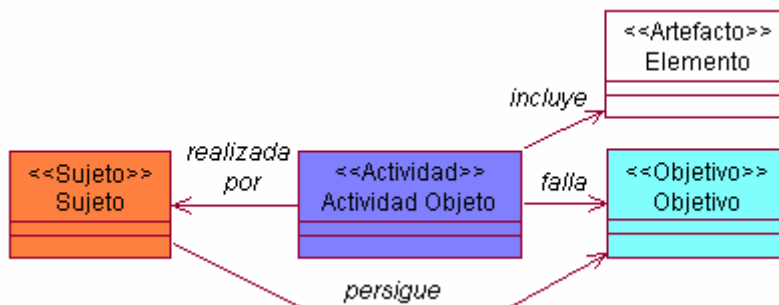 <<Artefacto>>
Elemento
incluye
realizada
por
<<Sujeto>>
Sujeto
<<Actividad>>
Actividad Objeto
falla
<<Objetivo>>
Objetivo
persigue